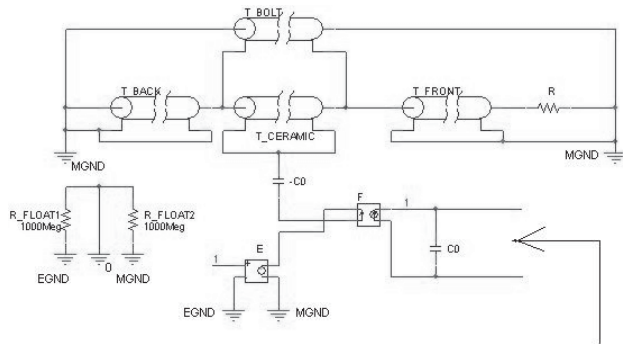 T_BOLT
T_BACK
T_FRONT
R
T_CERAMIC
MGND
MGND
-C0
F
1
R_FLOAT1
1000Meg
R_FLOAT2
1000Meg
C0
E
1
0
EGND
MGND
EGND
MGND